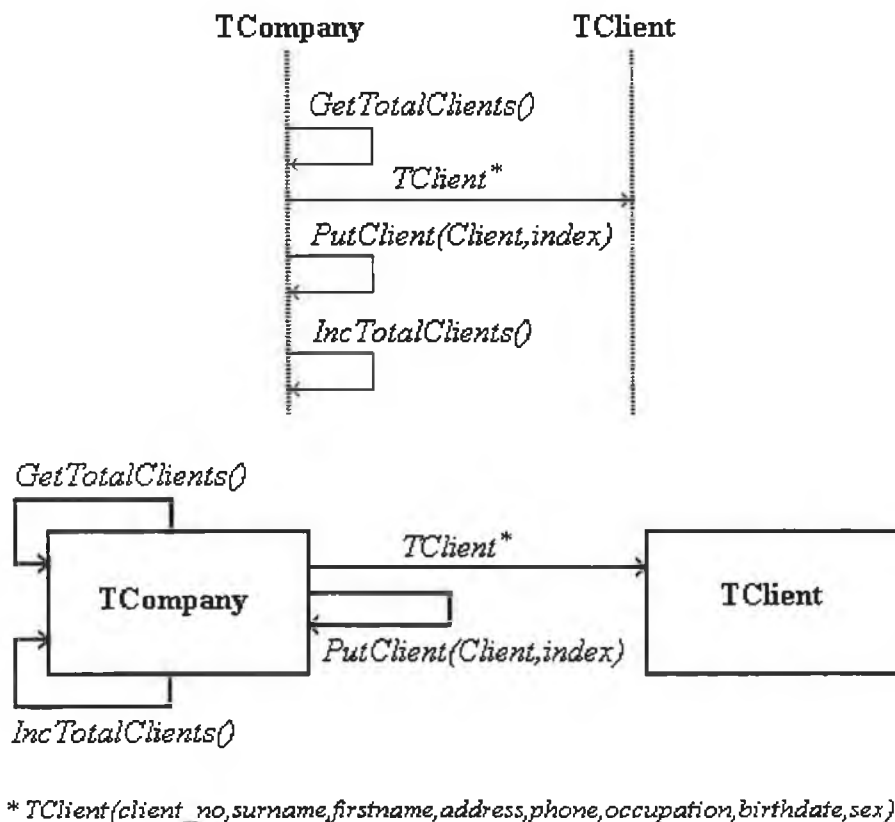 TCompany TClient
GetTotalClients()
TClient*
PutClient(Client,index)
IncTotalClients()
GetTotalClients()
TClient*
TCompany
TClient
PutClient(Client,index)
IncTotalClients()
* TClient(client_no,surname,firstname,address,phone,occupation,birthdate,sex)